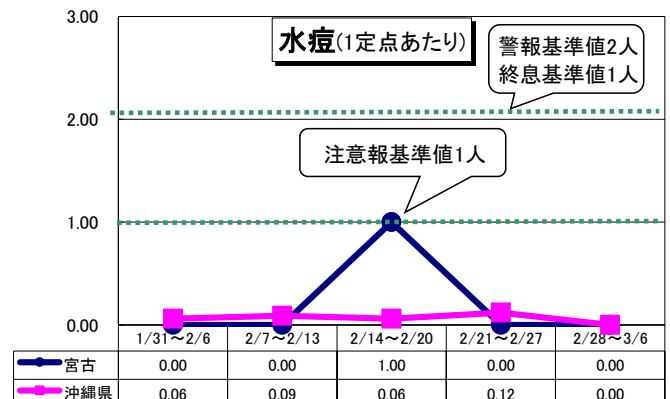 3.00
水痘(1定点あたり)
警報基準値2人
終息基準値1人
2.00
注意報基準値1人
1.00
0.00
1/31～2/6 2/7～2/13 2/14～2/20 2/21～2/27 2/28～3/6
宮古 0.00 0.00 1.00 0.00 0.00
沖縄県 0.06 0.09 0.06 0.12 0.00